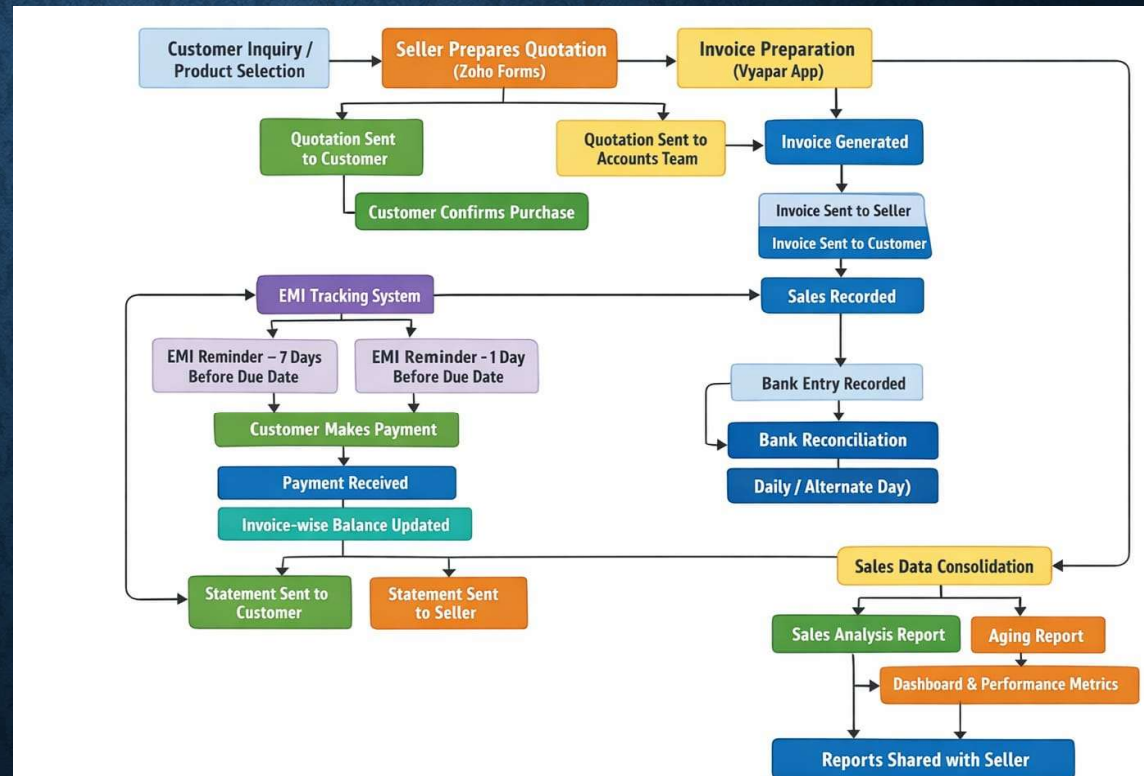 Customer Inquiry /
Product Selection
Seller Prepares Quotation
(Zoho Forms)
Invoice Preparation
(Vyapar App)
Quotation Sent
to Customer
Quotation Sent to
Accounts Team
Invoice Generated
Customer Confirms Purchase
Invoice Sent to Seller
Invoice Sent to Customer
EMI Tracking System
Sales Recorded
EMI Reminder – 7 Days
Before Due Date
EMI Reminder - 1 Day
Before Due Date
Bank Entry Recorded
Customer Makes Payment
Bank Reconciliation
Payment Received
Daily / Alternate Day)
Invoice-wise Balance Updated
Sales Data Consolidation
Statement Sent to
Customer
Statement Sent
to Seller
Sales Analysis Report
Aging Report
Dashboard & Performance Metrics
Reports Shared with Seller